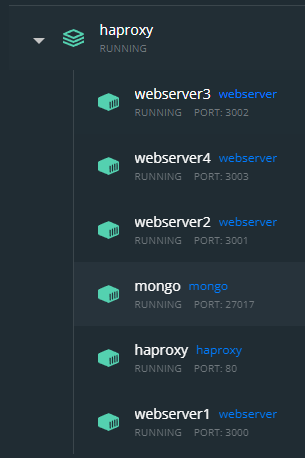 haproxy
RUNNING
webserver3 webserver
RUNNING PORT: 3002
webserver4 webserver
RUNNING PORT: 3003
webserver2 webserver
RUNNING PORT: 3001
mongo mongo
RUNNING PORT: 27017
haproxy haproxy
RUNNING PORT: 80
webserver1 webserver
RUNNING PORT: 3000